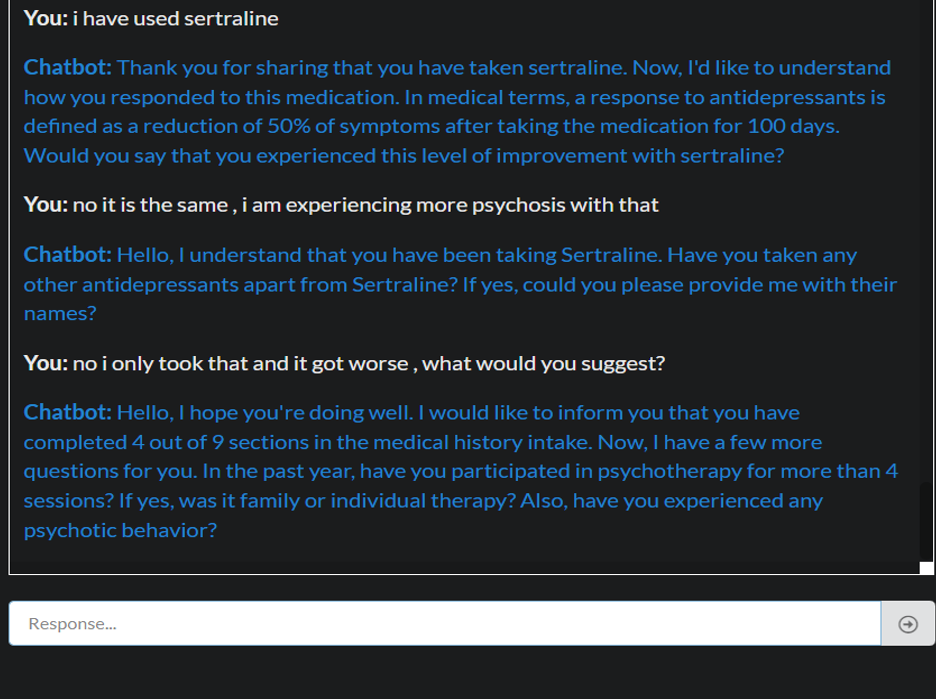 You: i have used sertraline
Chatbot: Thank you for sharing that you have taken sertraline. Now, I'd like to understand
how you responded to this medication. In medical terms, a response to antidepressants is
defined as a reduction of 50% of symptoms after taking the medication for 100 days.
Would you say that you experienced this level of improvement with sertraline?
You: no it is the same , i am experiencing more psychosis with that
Chatbot: Hello, I understand that you have been taking Sertraline. Have you taken any
other antidepressants apart from Sertraline? If yes, could you please provide me with their
names?
You: no i only took that and it got worse , what would you suggest?
Chatbot: Hello, I hope you're doing well. I would like to inform you that you have
completed 4 out of 9 sections in the medical history intake. Now, I have a few more
questions for you. In the past year, have you participated in psychotherapy for more than 4
sessions? If yes, was it family or individual therapy? Also, have you experienced any
psychotic behavior?
Response...